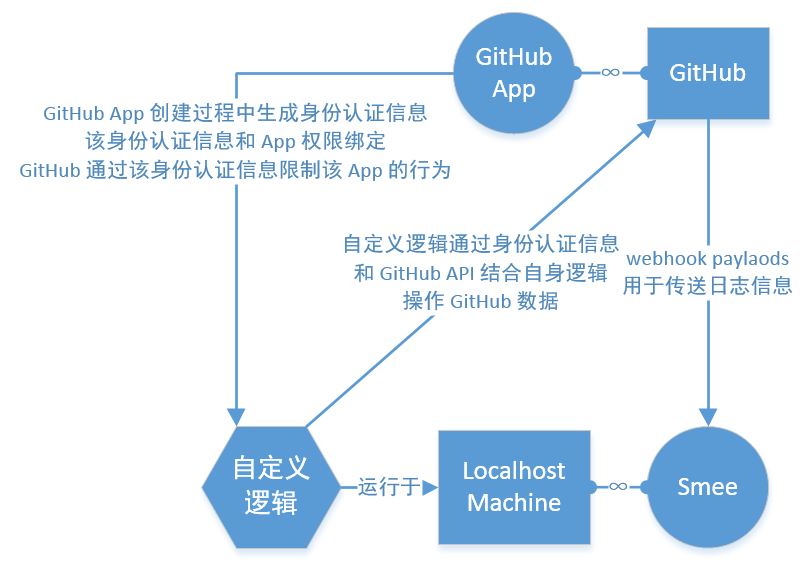 GitHub
App
∞
GitHub
GitHub App 创建过程中生成身份认证信息
该身份认证信息和 App 权限绑定
GitHub 通过该身份认证信息限制该 App 的行为
自定义逻辑通过身份认证信息
和 GitHub API 结合自身逻辑
操作 GitHub 数据
webhook paylaods
用于传送日志信息
自定义
逻辑
运行于
Localhost
Machine
∞
Smee